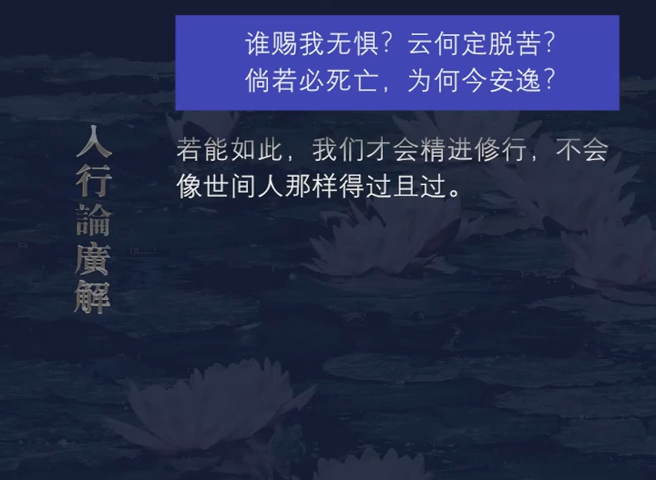 谁赐我无惧？云何定脱苦？
倘若必死亡，为何今安逸？
若能如此，我们才会精进修行，不会
像世间人那样得过且过。
入行論廣解